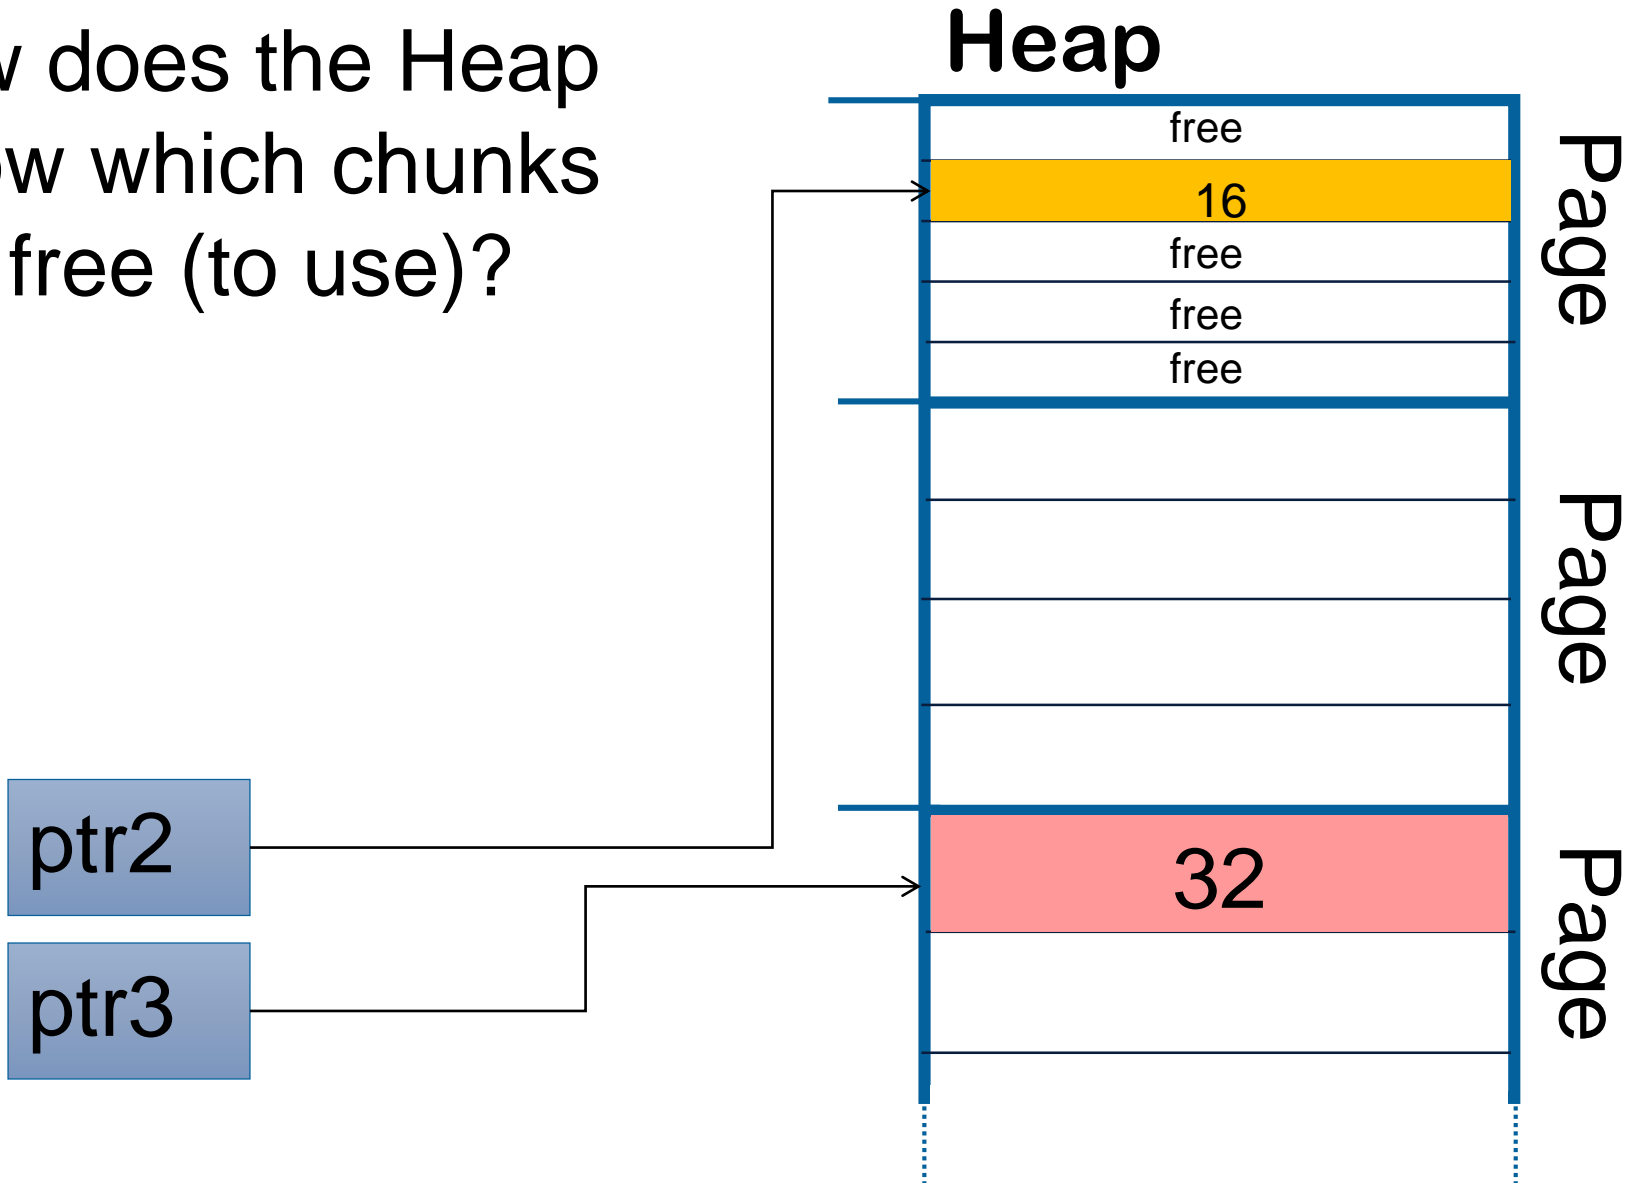 does the Heap
which chunks
free (to use)?
Heap
free
16
free
free
free
Page
Page
32
Page
ptr2
ptr3